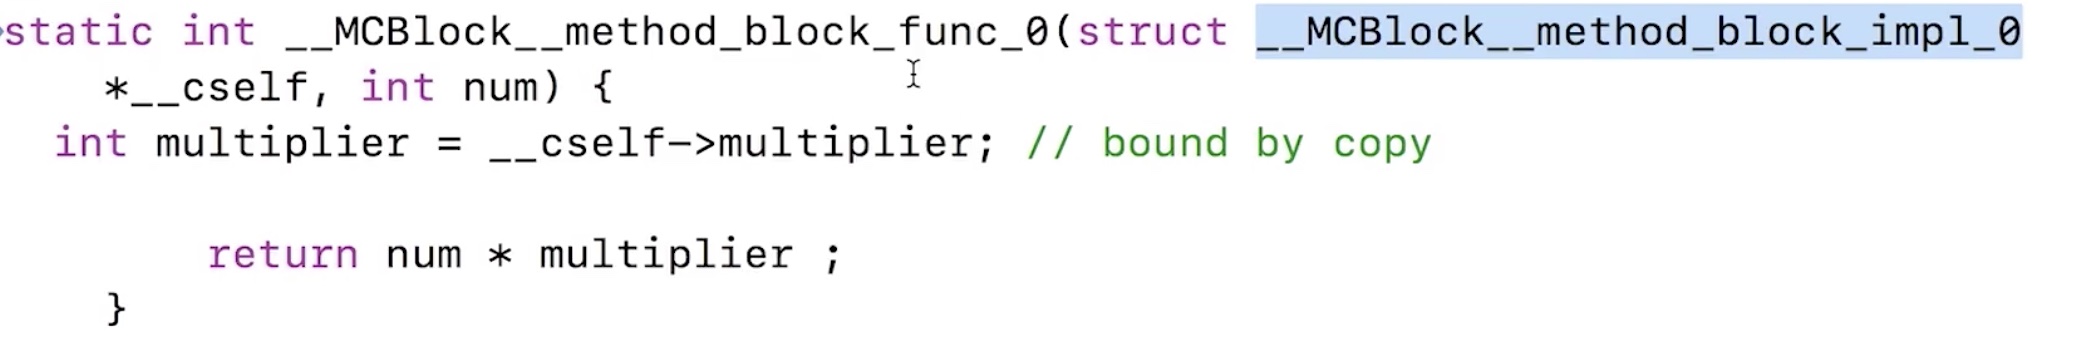 static int __MCBlock__method_block_func_0(struct __MCBlock__method_block_impl_0
*__cself, int num) {
int multiplier = __cself->multiplier; // bound by copy
return num * multiplier ;
}